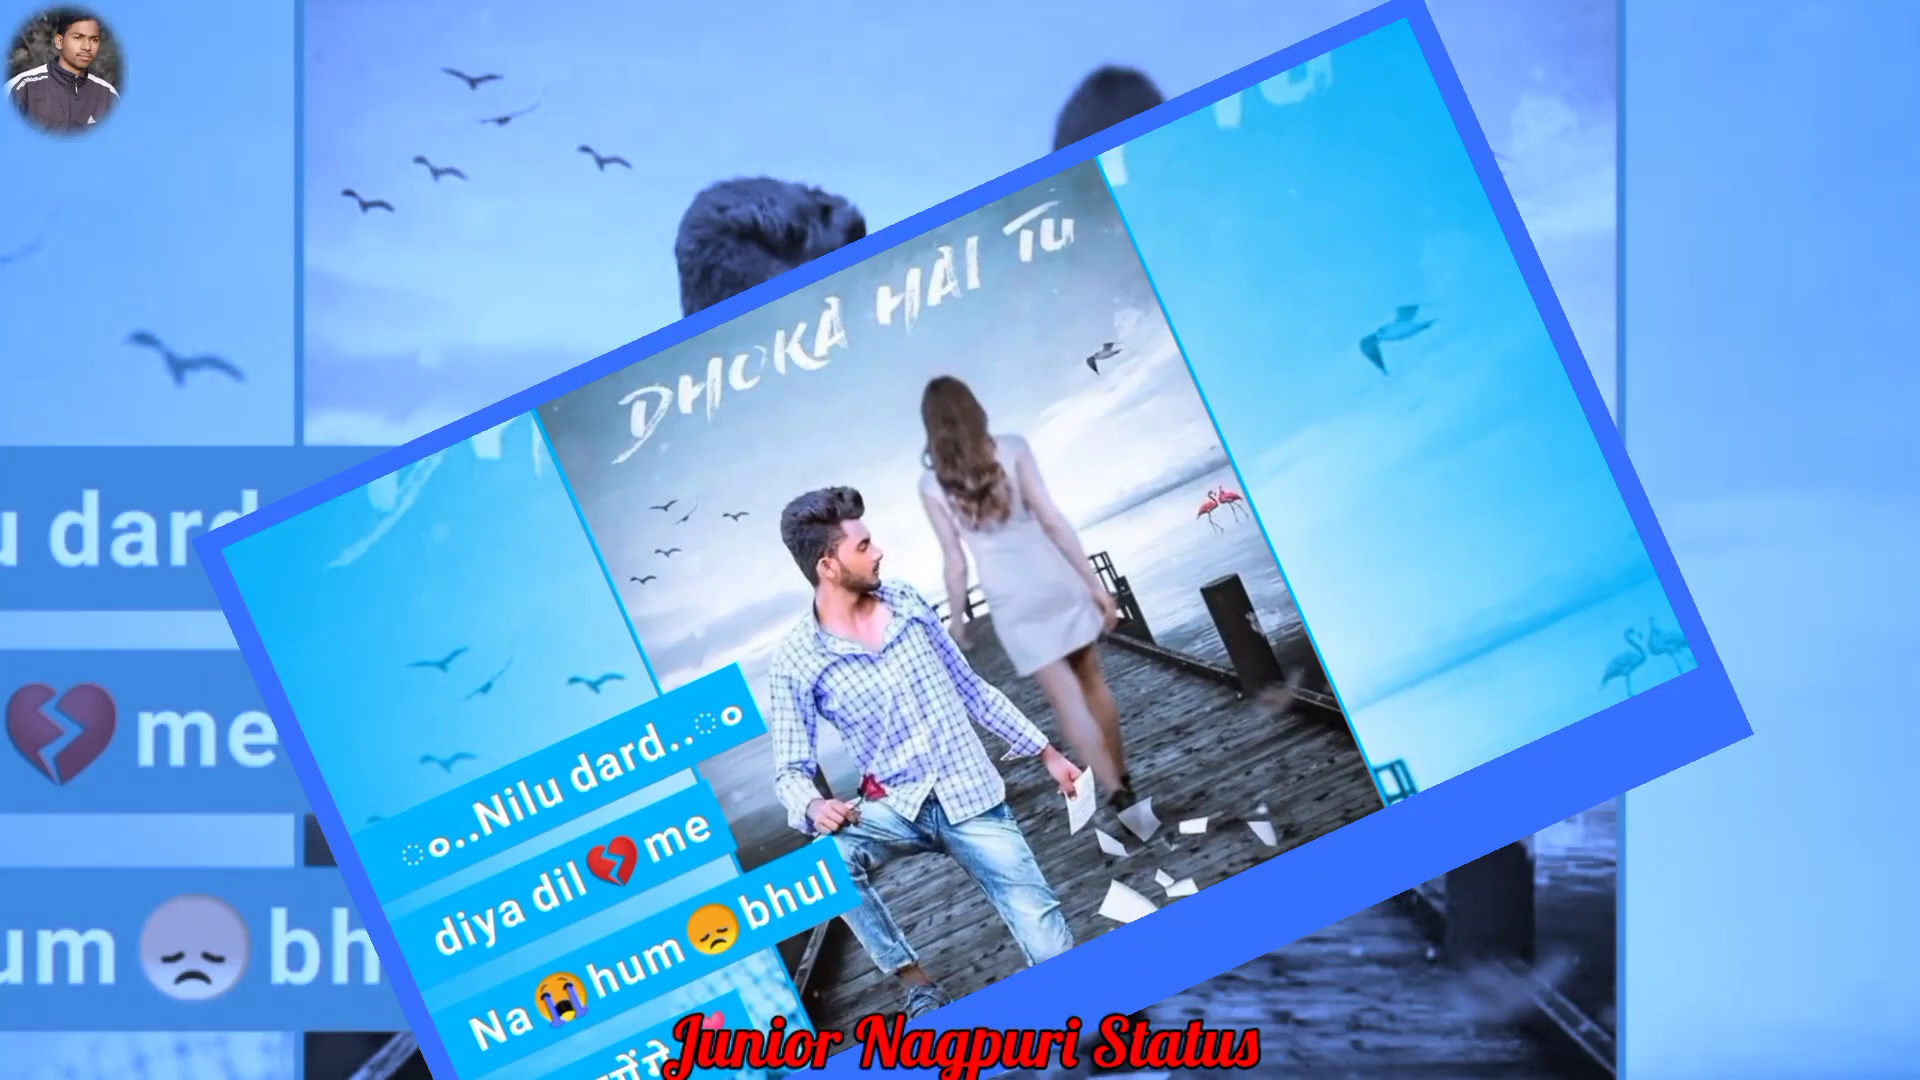 DHOKA HAI TU
u dard
💔 me
um 😞 bh
ंo..Nilu dard..ंo
diya dil💔me
Na😭hum😞bhul
Junior Nagpuri Status